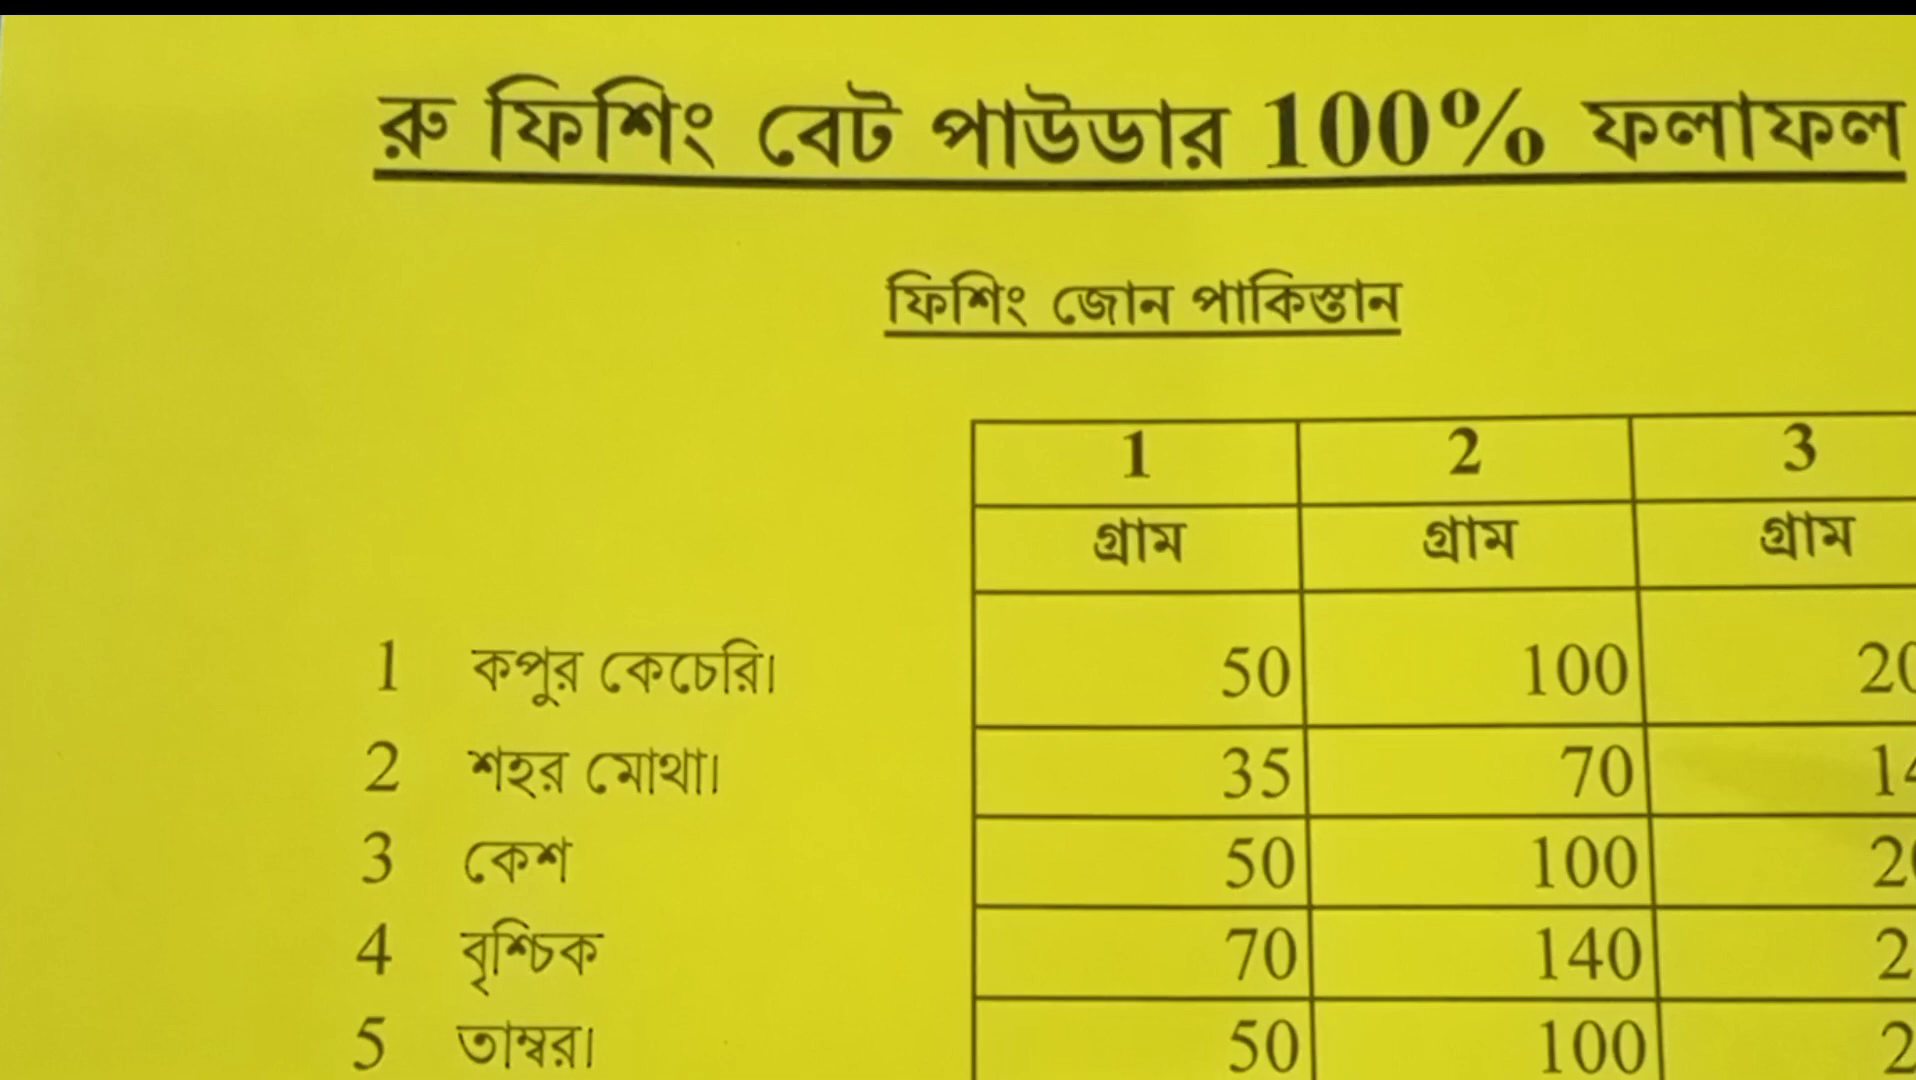 রু ফিশিং বেট পাউডার 100% ফলাফল
ফিশিং জোন পাকিস্তান
1 2 3
গ্রাম গ্রাম গ্রাম
1 কপুর কেচেরি। 50 100
2 শহর মোথা। 35 70
3 কেশ 50 100
4 বৃশ্চিক 70 140
5 তাম্বর। 50 100